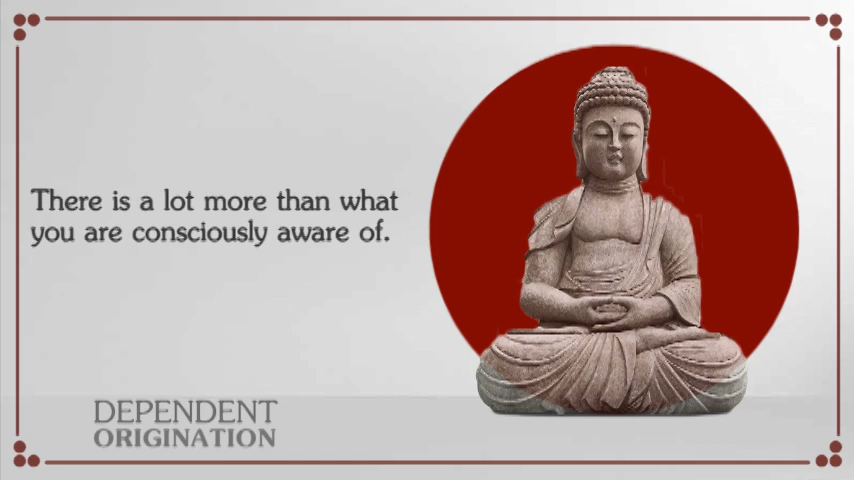 There is a lot more than what
you are consciously aware of.
DEPENDENT
ORIGINATION